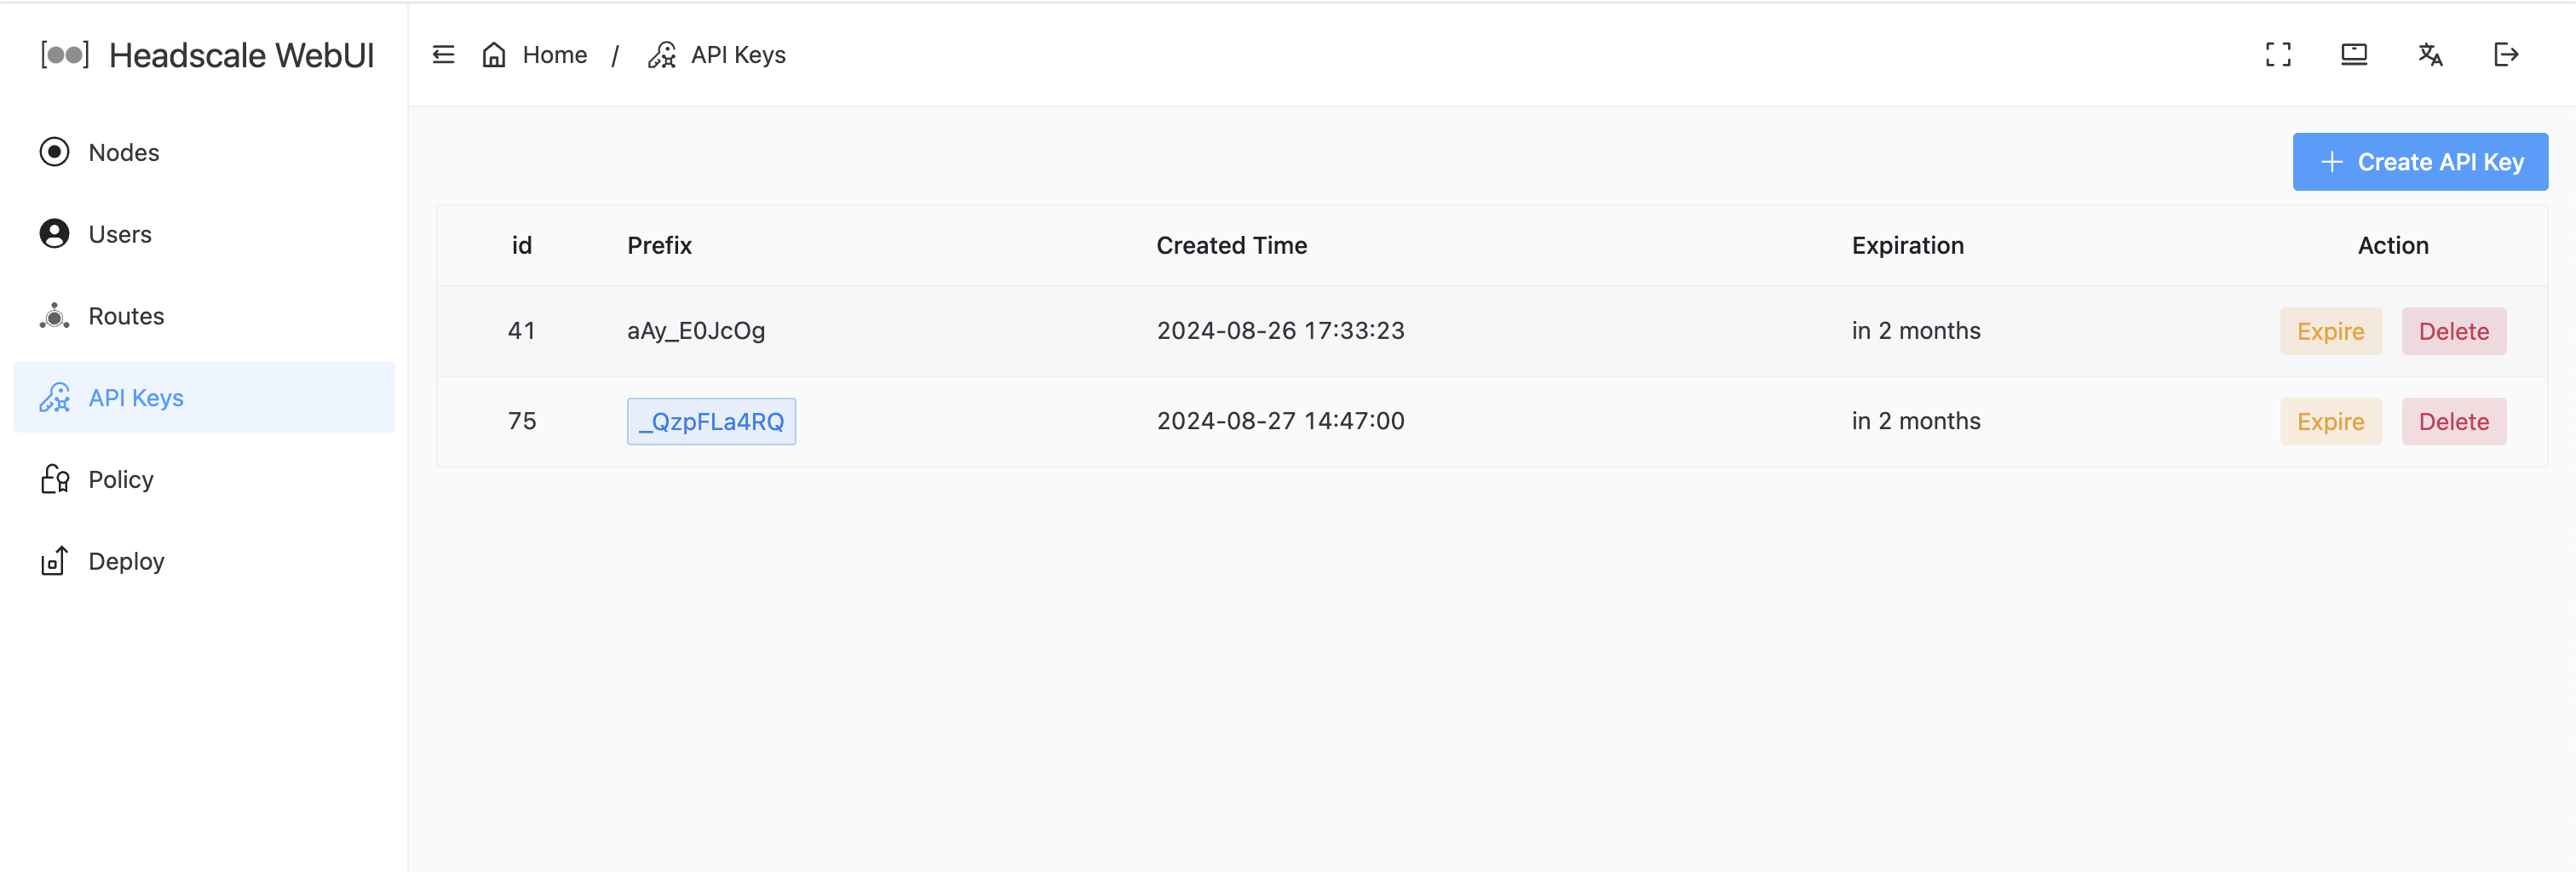 Headscale WebUI
Home / API Keys
Nodes
Users
Routes
API Keys
Policy
Deploy
+ Create API Key
id Prefix Created Time Expiration Action
41 aAy_E0JcOg 2024-08-26 17:33:23 in 2 months Expire Delete
75 _QzpFLa4RQ 2024-08-27 14:47:00 in 2 months Expire Delete